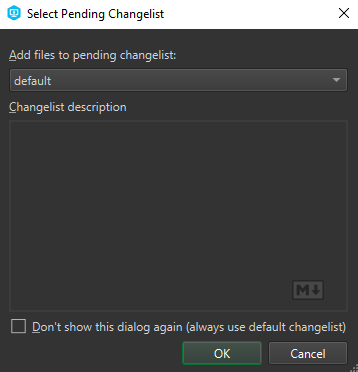 Select Pending Changelist
Add files to pending changelist:
default
Changelist description
M
Don't show this dialog again (always use default changelist)
OK
Cancel